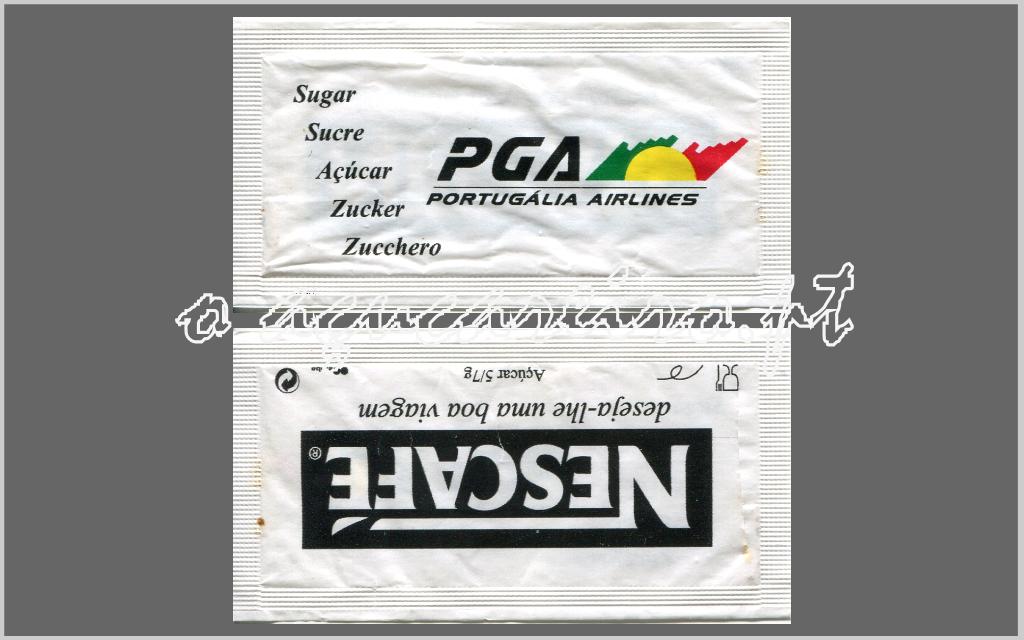 Sugar
Sucre
Açúcar
Zucker
Zucchero
PGA
PORTUGÁLIA AIRLINES
NESCAFÉ®
deseja-lhe uma boa viagem
Açúcar 5/7g